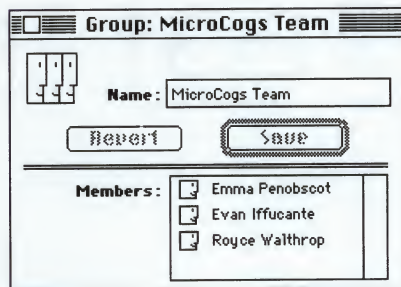 Group: MicroCogs Team
Name: MicroCogs Team
Revert Save
Members: Emma Penobscot
Evan Iffucante
Royce Walthrop